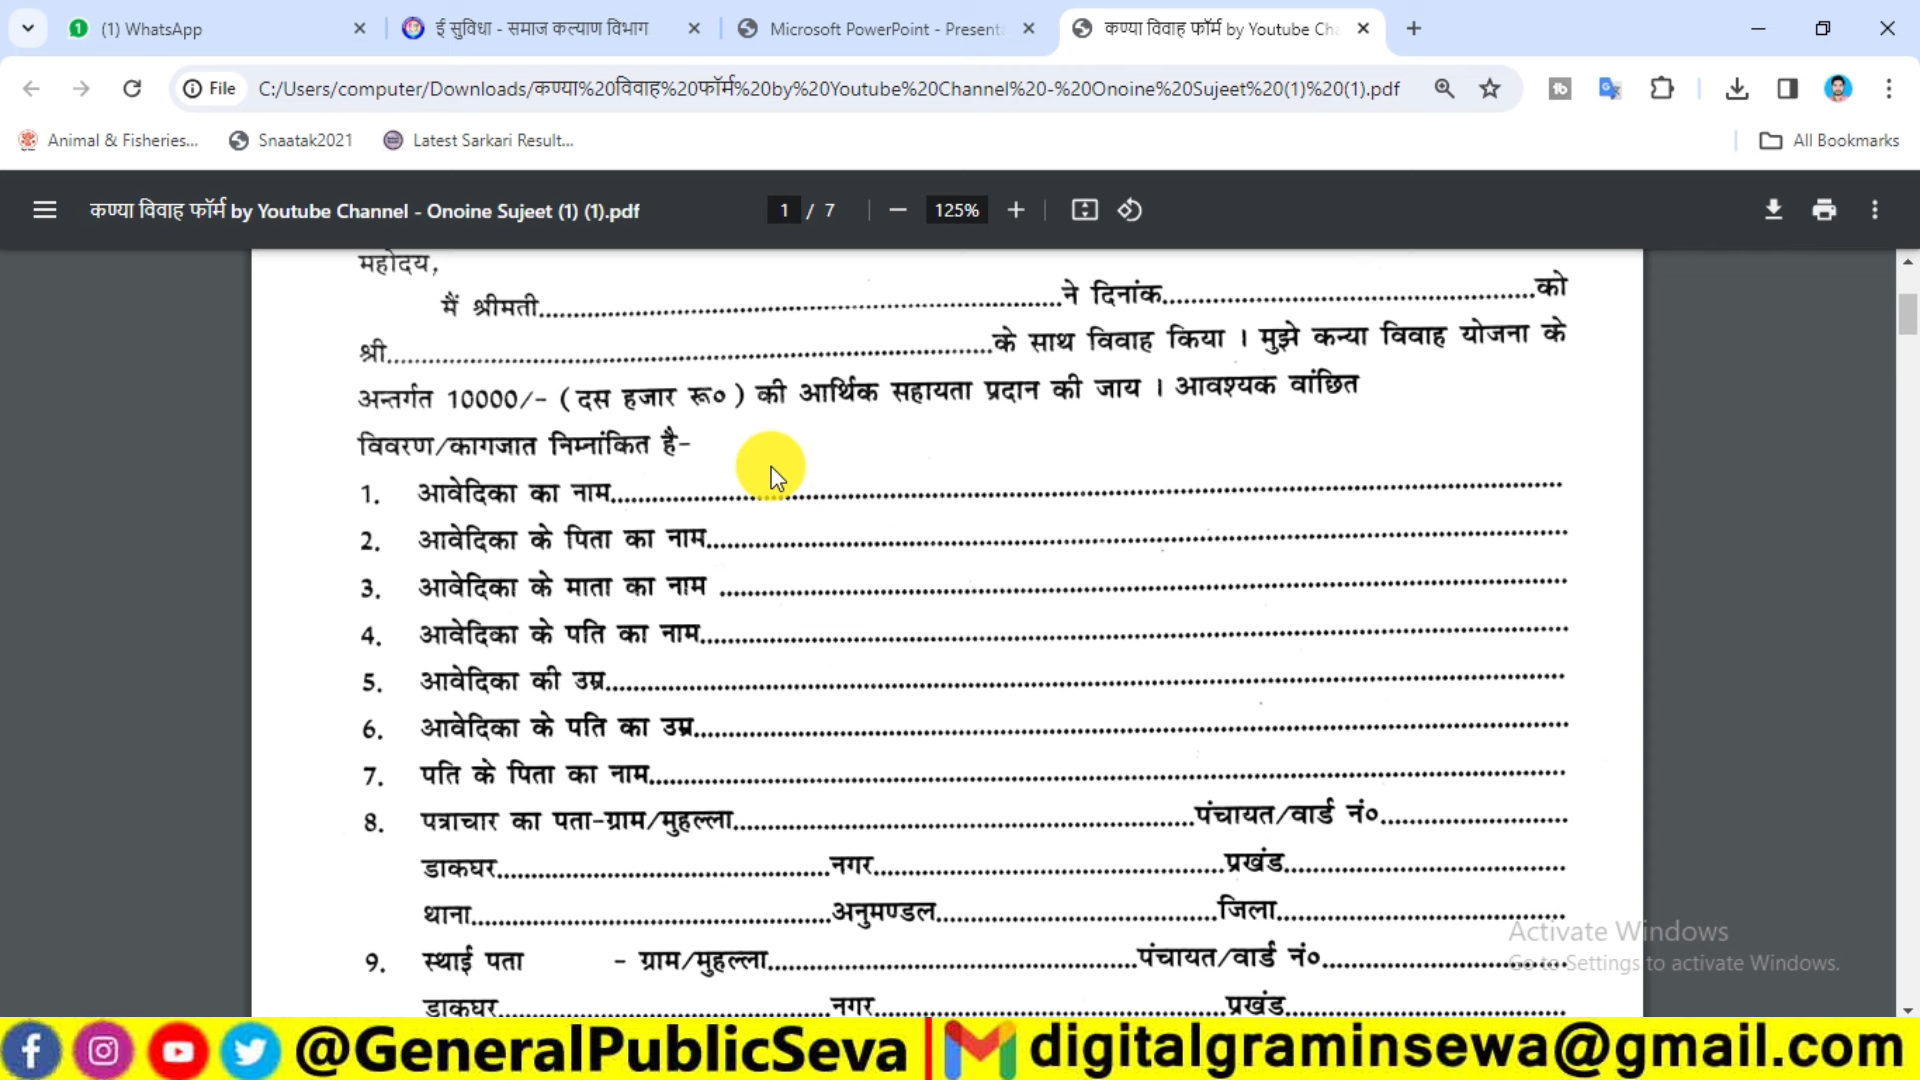 (1) WhatsApp
ई सुविधा - समाज कल्याण विभाग
Microsoft PowerPoint - Present
कण्या विवाह फॉर्म by Youtube Ch
File
C:/Users/computer/Downloads/कण्या%20विवाह%20फॉर्म%20by%20Youtube%20Channel%20-%20Onoine%20Sujeet%20(1)%20(1).pdf
Animal & Fisheries...
Snaatak2021
Latest Sarkari Result...
All Bookmarks
कण्या विवाह फॉर्म by Youtube Channel - Onoine Sujeet (1) (1).pdf
1 / 7
125%
महोदय,
मैं श्रीमती..........ने दिनांक..........को
श्री..........के साथ विवाह किया । मुझे कन्या विवाह योजना के
अन्तर्गत 10000/- (दस हजार रू०) की आर्थिक सहायता प्रदान की जाय । आवश्यक वांछित
विवरण/कागजात निम्नांकित है-
1. आवेदिका का नाम..........
2. आवेदिका के पिता का नाम..........
3. आवेदिका के माता का नाम ..........
4. आवेदिका के पति का नाम..........
5. आवेदिका की उम्र..........
6. आवेदिका के पति का उम्र..........
7. पति के पिता का नाम..........
8. पत्राचार का पता-ग्राम/मुहल्ला..........पंचायत/वार्ड नं०..........
डाकघर..........नगर..........प्रखंड..........
थाना..........अनुमण्डल..........जिला..........
9. स्थाई पता - ग्राम/मुहल्ला..........पंचायत/वार्ड नं०..........
डाकघर..........नगर..........प्रखंड..........
Activate Windows
Go to Settings to activate Windows.
@GeneralPublicSeva
digitalgraminsewa@gmail.com